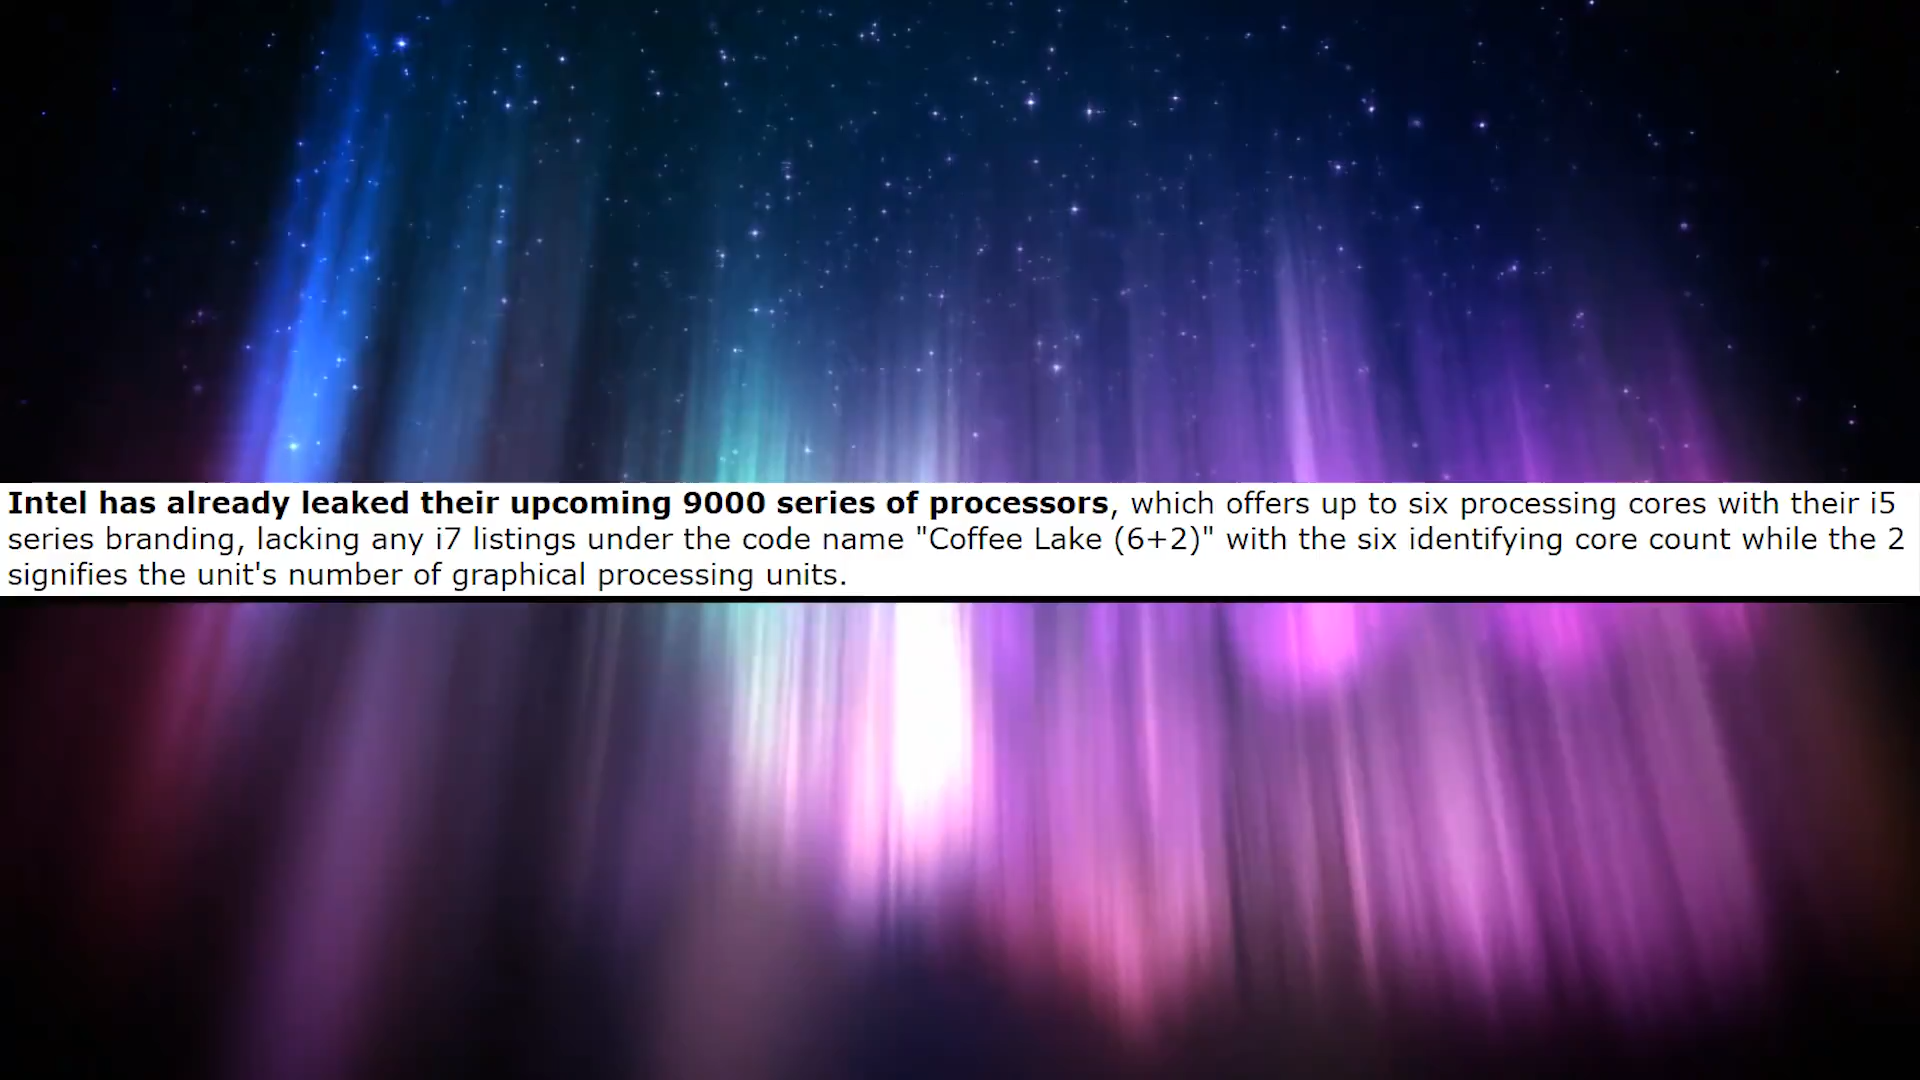 Intel has already leaked their upcoming 9000 series of processors, which offers up to six processing cores with their i5
series branding, lacking any i7 listings under the code name "Coffee Lake (6+2)" with the six identifying core count while the 2
signifies the unit's number of graphical processing units.